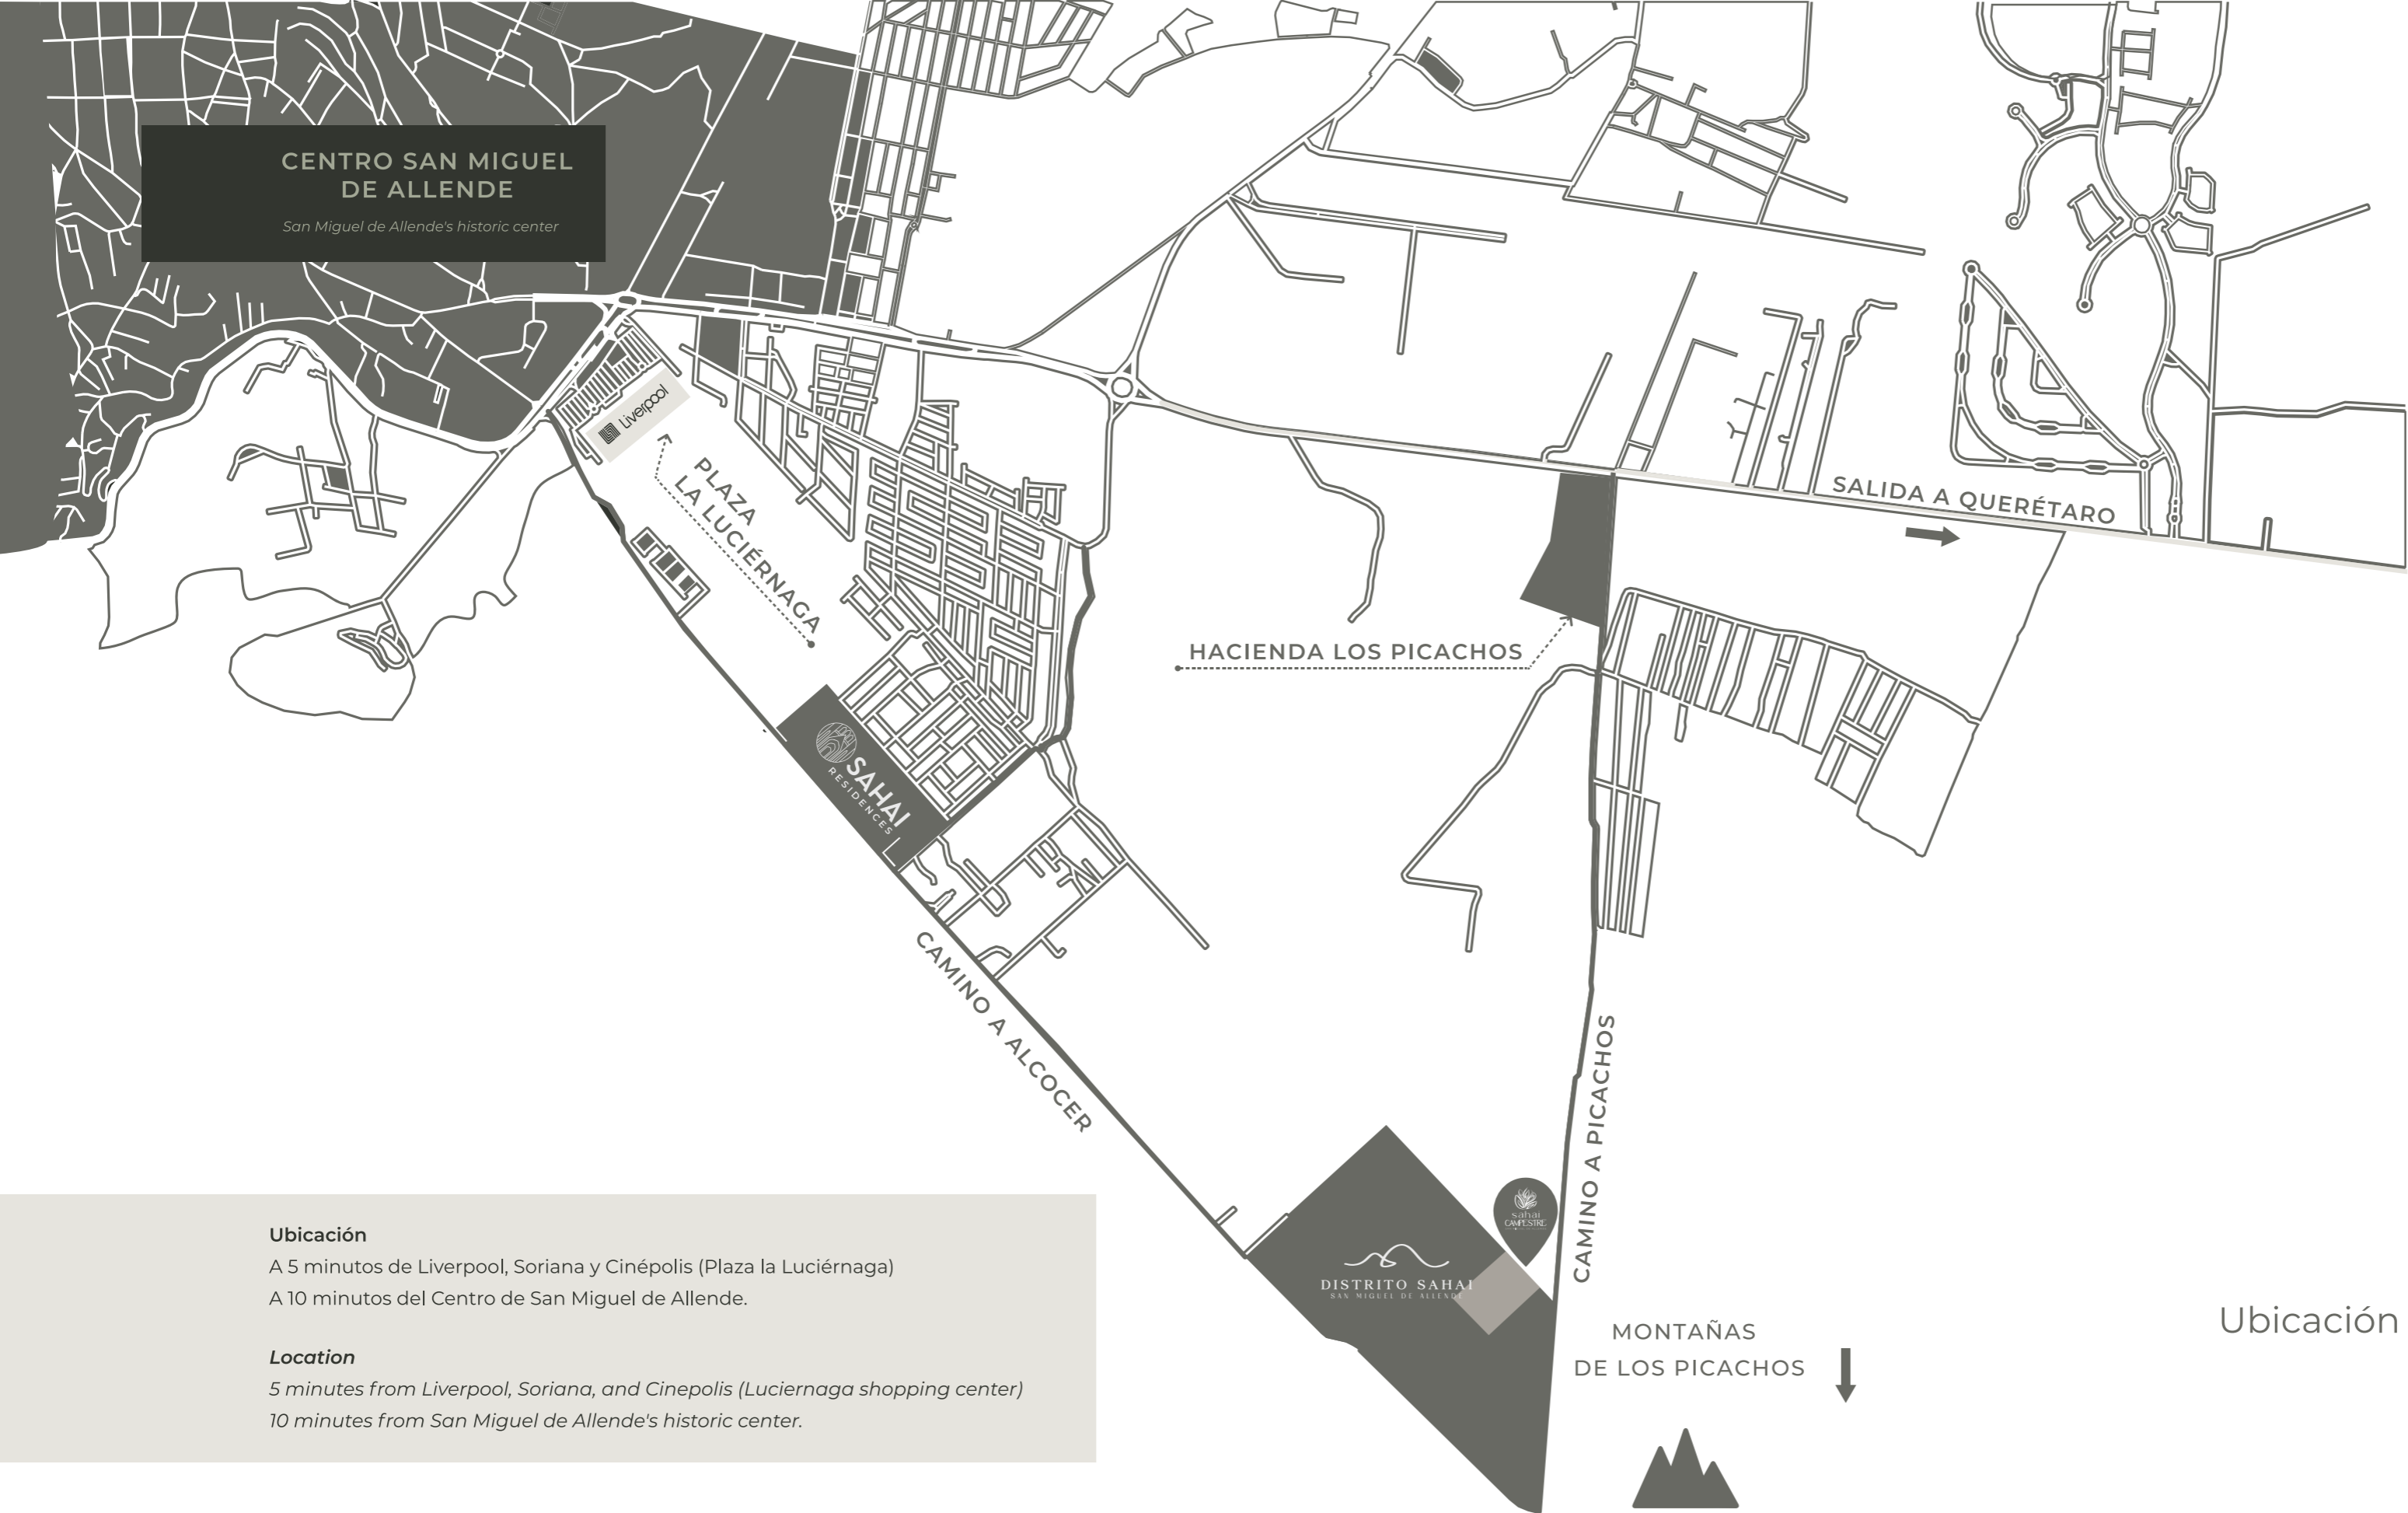 CENTRO SAN MIGUEL
DE ALLENDE
San Miguel de Allende's historic center
Liverpool
PLAZA
LA LUCIÉRNAGA
SALIDA A QUERÉTARO
HACIENDA LOS PICACHOS
SAHAI
RESIDENCES
CAMINO A ALCOCER
CAMINO A PICACHOS
sahai
CAMPESTRE
DISTRITO SAHAI
SAN MIGUEL DE ALLENDE
MONTAÑAS
DE LOS PICACHOS
Ubicación
Ubicación
A 5 minutos de Liverpool, Soriana y Cinépolis (Plaza la Luciérnaga)
A 10 minutos del Centro de San Miguel de Allende.
Location
5 minutes from Liverpool, Soriana, and Cinepolis (Luciernaga shopping center)
10 minutes from San Miguel de Allende's historic center.